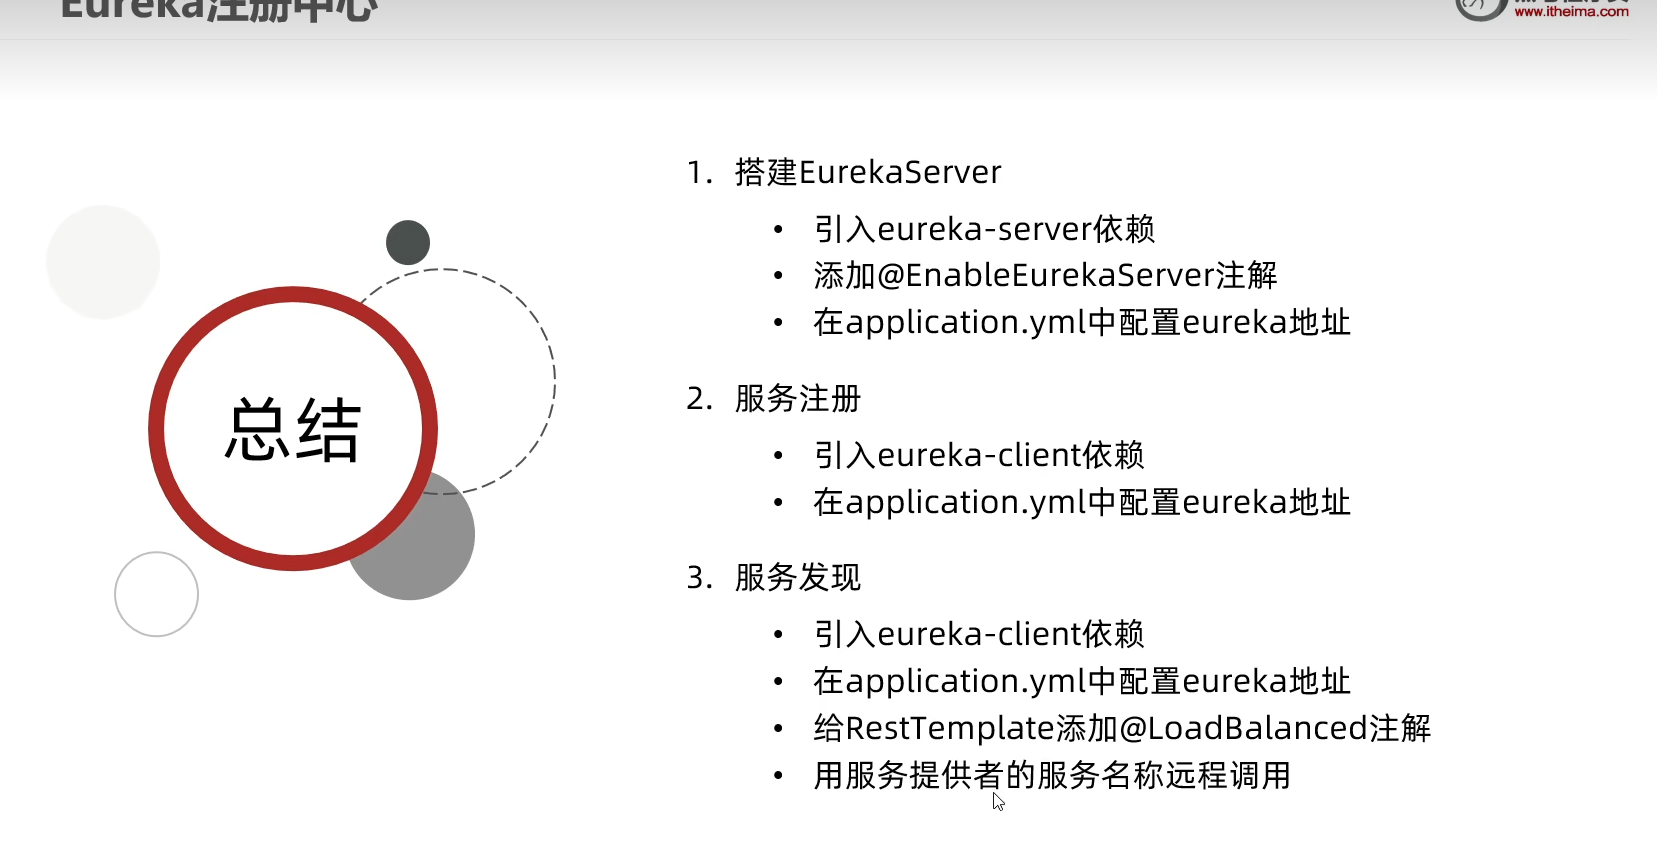 Eureka注册中心
www.itheima.com
总结
1. 搭建EurekaServer
• 引入eureka-server依赖
• 添加@EnableEurekaServer注解
• 在application.yml中配置eureka地址
2. 服务注册
• 引入eureka-client依赖
• 在application.yml中配置eureka地址
3. 服务发现
• 引入eureka-client依赖
• 在application.yml中配置eureka地址
• 给RestTemplate添加@LoadBalanced注解
• 用服务提供者的服务名称远程调用